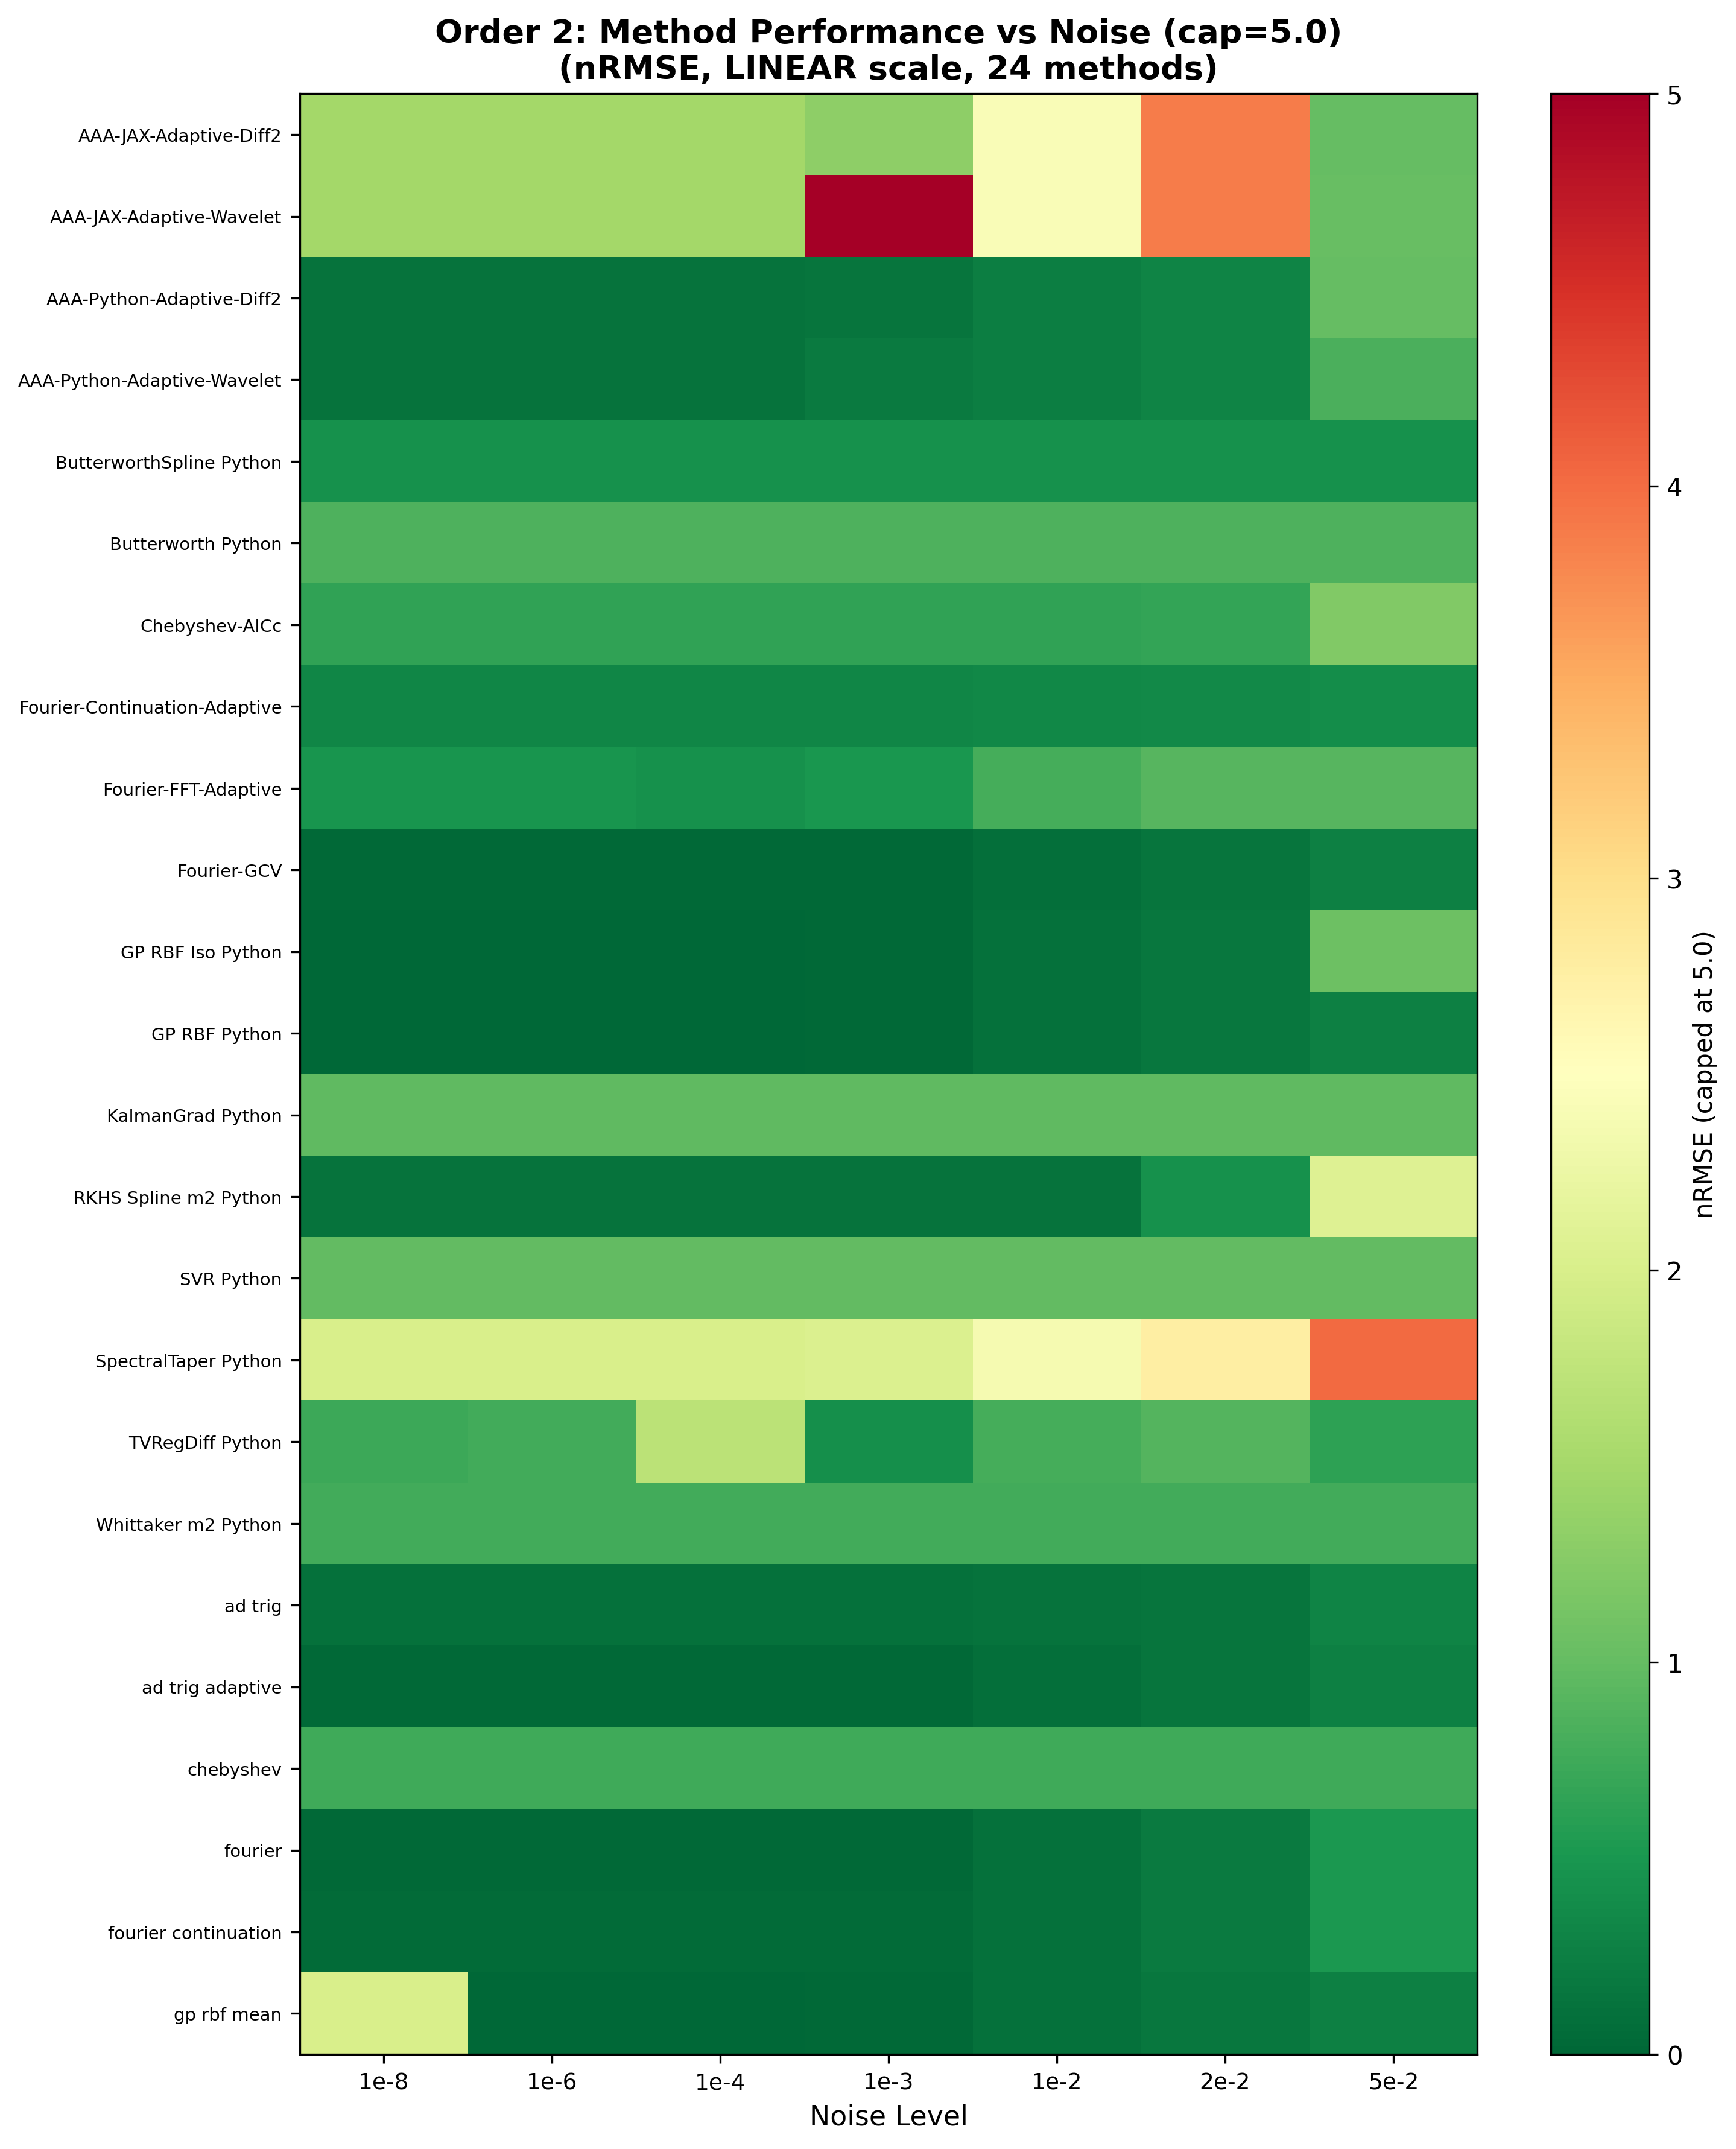 Order 2: Method Performance vs Noise (cap=5.0)
(nRMSE, LINEAR scale, 24 methods)
AAA-JAX-Adaptive-Diff2
AAA-JAX-Adaptive-Wavelet
AAA-Python-Adaptive-Diff2
AAA-Python-Adaptive-Wavelet
ButterworthSpline Python
Butterworth Python
Chebyshev-AICc
Fourier-Continuation-Adaptive
Fourier-FFT-Adaptive
Fourier-GCV
GP RBF Iso Python
GP RBF Python
KalmanGrad Python
RKHS Spline m2 Python
SVR Python
SpectralTaper Python
TVRegDiff Python
Whittaker m2 Python
ad trig
ad trig adaptive
chebyshev
fourier
fourier continuation
gp rbf mean
1e-8 1e-6 1e-4 1e-3 1e-2 2e-2 5e-2
Noise Level
5
4
3
2
1
0
nRMSE (capped at 5.0)